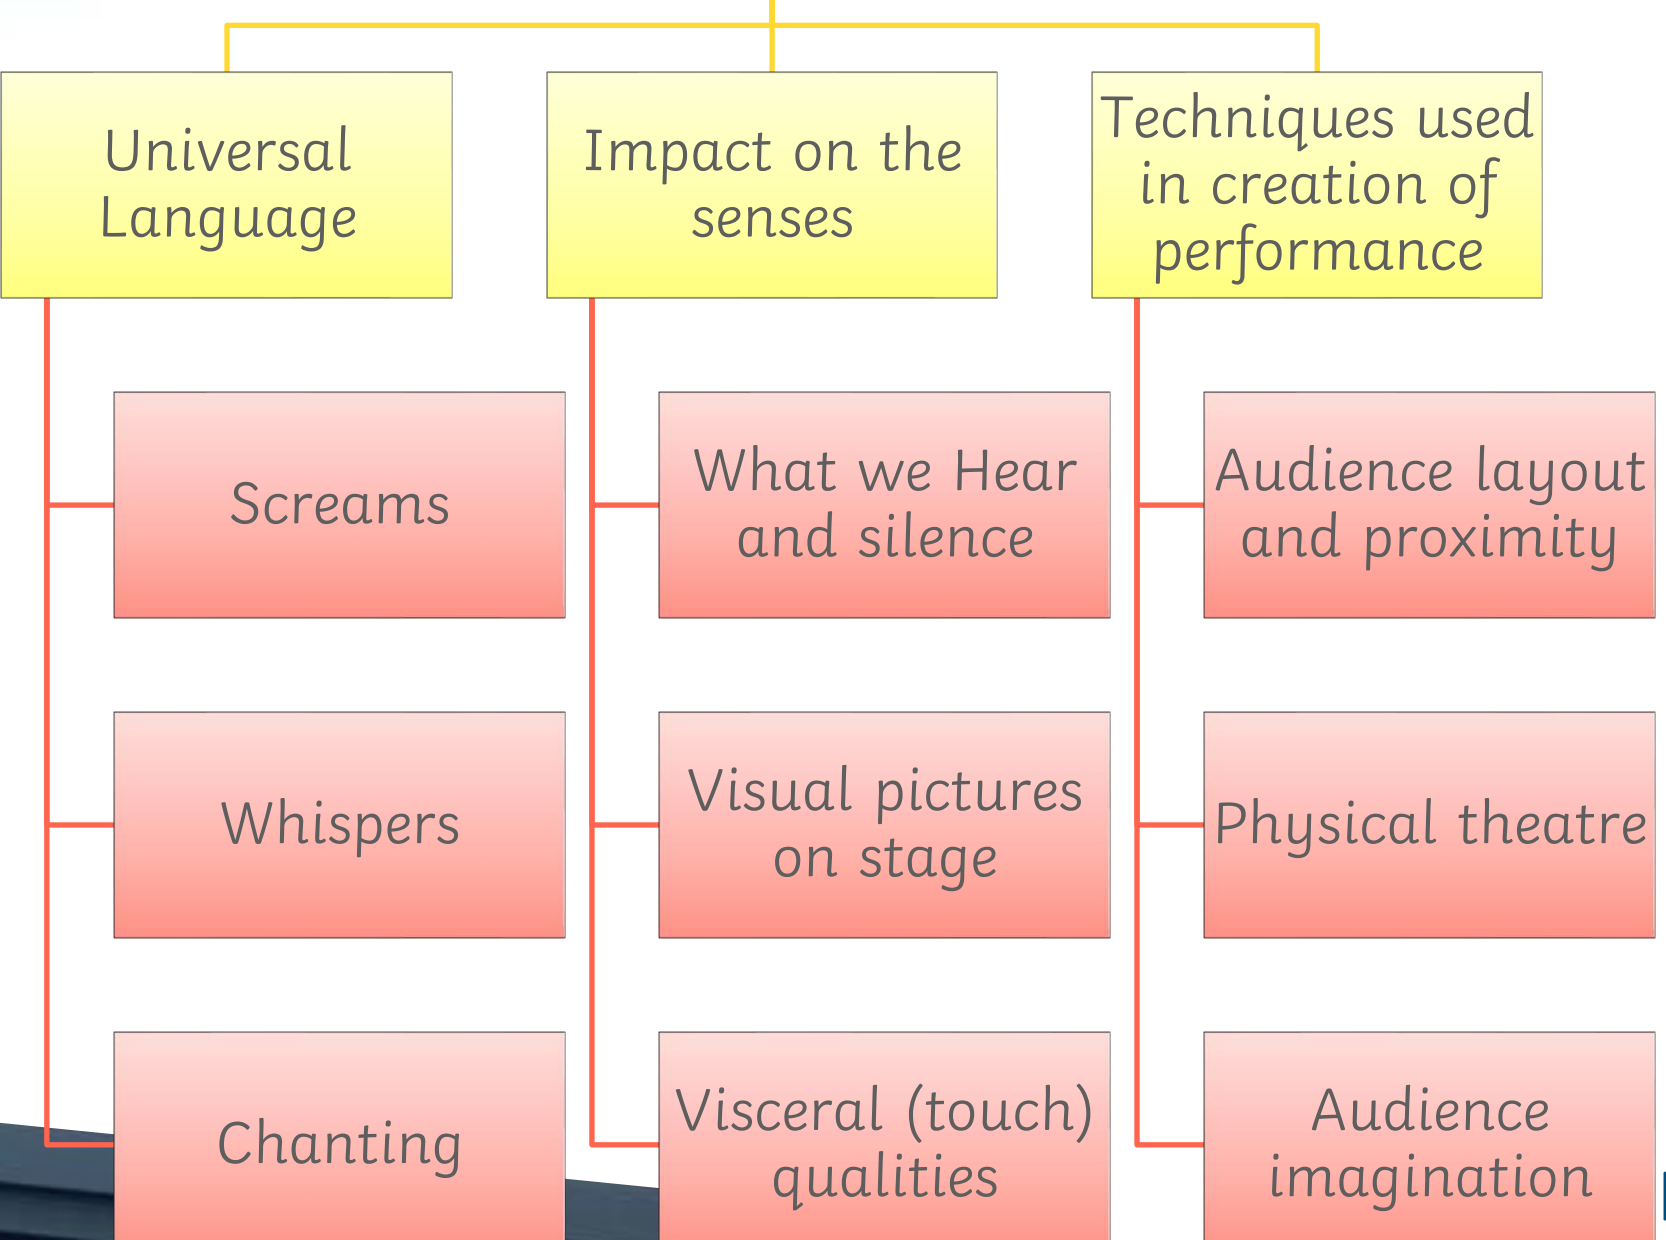 Universal
Language
Impact on the
senses
Techniques used
in creation of
performance
Screams
What we Hear
and silence
Audience layout
and proximity
Whispers
Visual pictures
on stage
Physical theatre
Chanting
Visceral (touch)
qualities
Audience
imagination